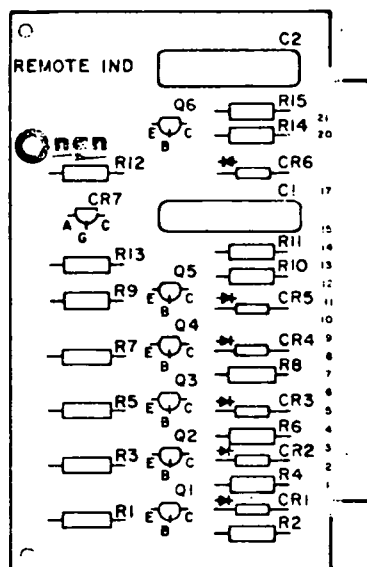 C2
REMOTE IND
R15
Q6
21
E C
R14
20
B
Onan
R12
CR6
CR7
C1
17
A C
G
15
R11
14
R13
13
R10
Q5
12
R9
CR5
11
E C
B
10
Q4
9
R7
CR4
E C
8
B
R8
7
Q3
6
R5
CR3
E C
5
B
R6
4
Q2
3
R3
CR2
E C
2
B
R4
1
Q1
R1
CR1
E C
B
R2